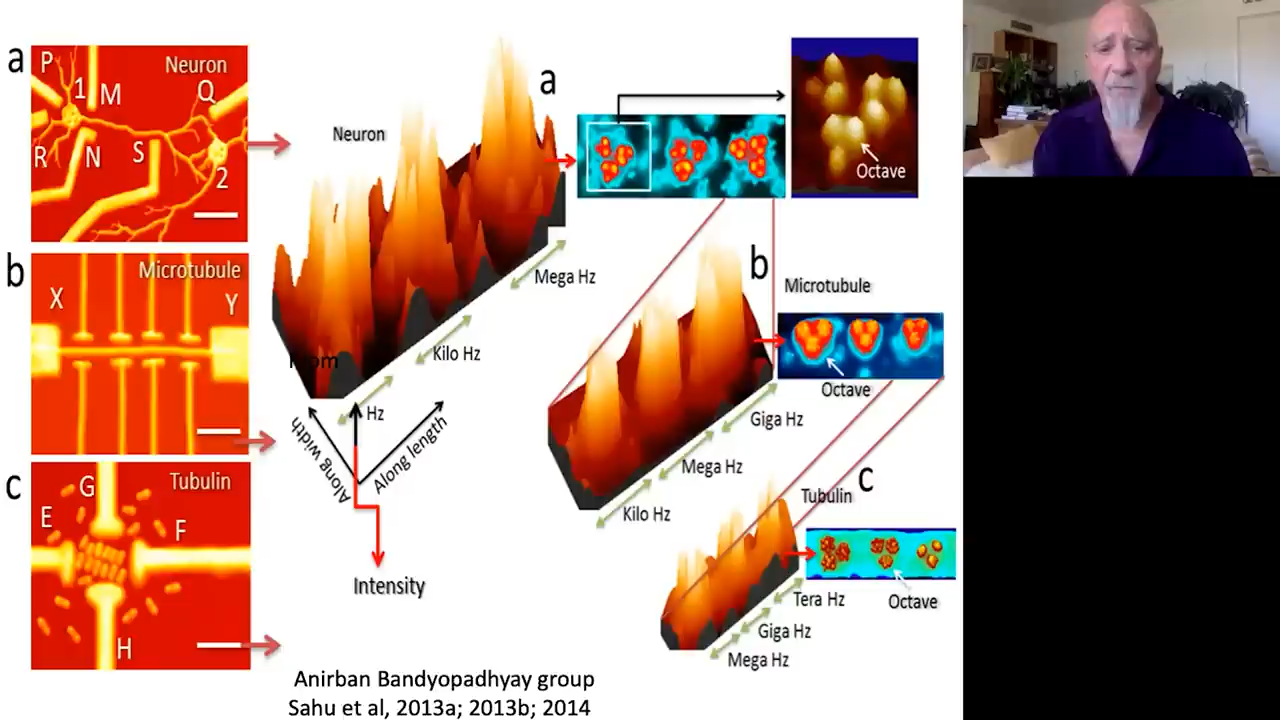 a
P
1
M
Neuron
Q
R
N
S
2
b
Microtubule
X
Y
c
G
Tubulin
E
F
H
Neuron
a
Octave
Mega Hz
Kilo Hz
Hz
Along width
Along length
Intensity
b
Microtubule
Octave
Giga Hz
Mega Hz
Kilo Hz
Tubulin
c
Tera Hz
Octave
Giga Hz
Mega Hz
Anirban Bandyopadhyay group
Sahu et al, 2013a; 2013b; 2014